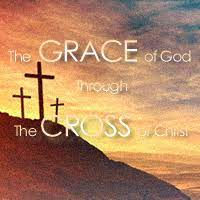 The GRACE of God
Through
The CROSS of Christ